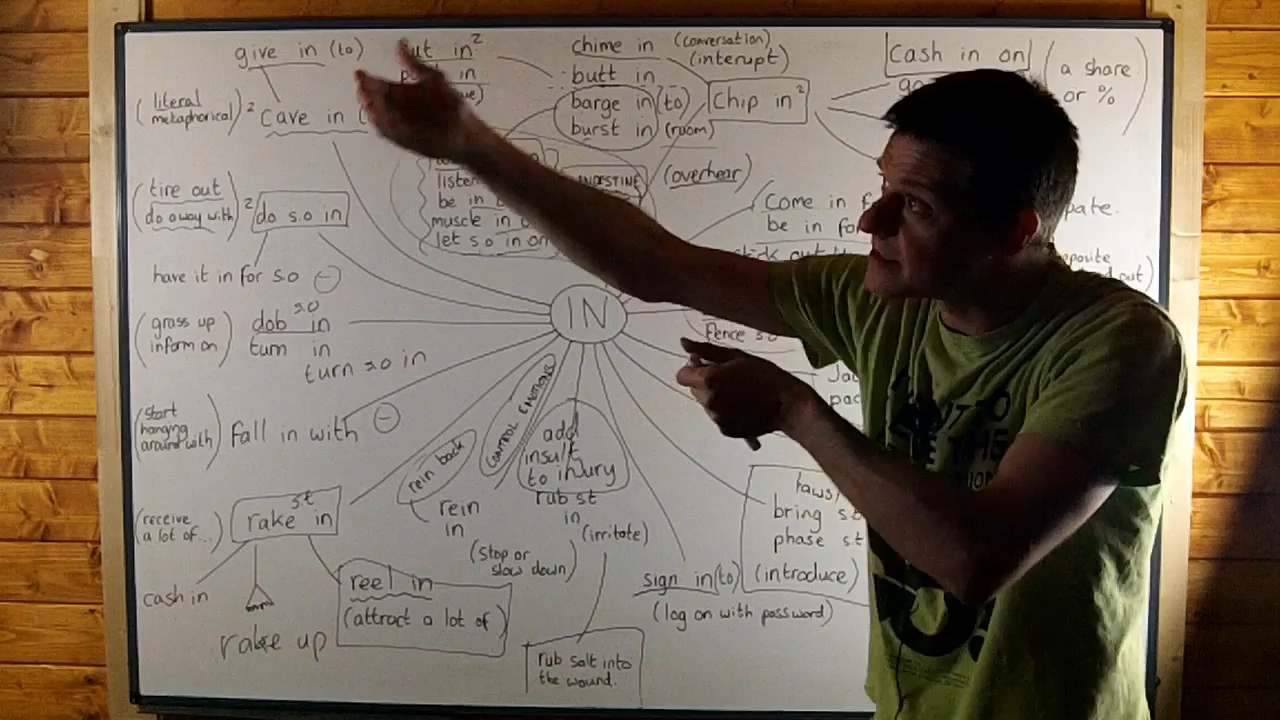 give in (to)
in²
in
chime in (conversation)
(interupt)
butt in
barge in (to)
burst in (room)
Chip in²
Cash in on
(a share
or %)
(literal
metaphorical)²
Cave in
(tire out
do away with)²
do s.o in
have it in for s.o -
be in
muscle in
let s.o in on
(overhear)
Come in
be in for
(grass up
inform on)
dob s.o in
turn in
turn s.o in
IN
Fence s.o
(start
hanging
around with)
fall in with -
CONTROL EMOTIONS
rein back
rein
in
(stop or
slow down)
add
insult
to injury
rub st
in
(irritate)
rub salt into
the wound.
(receive
a lot of...)
rake s.t in
cash in
rake up
reel in
(attract a lot of)
sign in (to)
(log on with password)
bring s.t
phase s.t
(introduce)